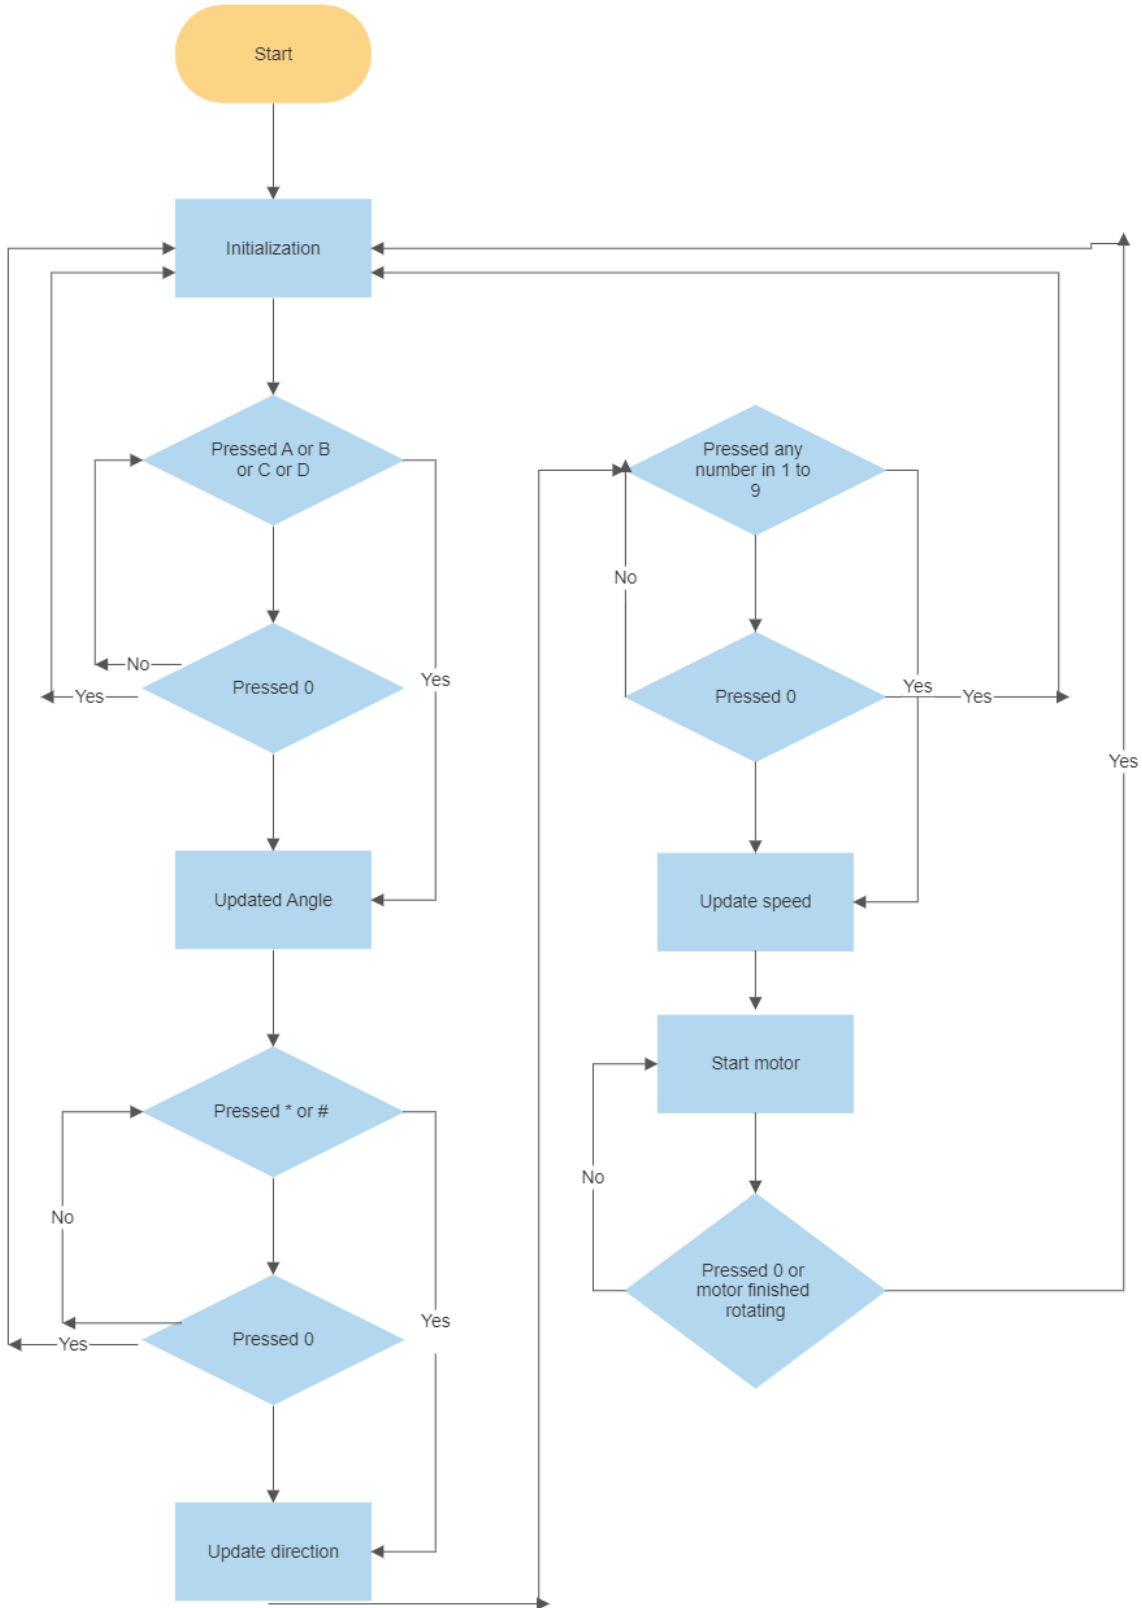 Start
Initialization
Pressed A or B
or C or D
No
Yes
Pressed 0
Yes
Updated Angle
Pressed * or #
No
Yes
Pressed 0
Yes
Update direction
Pressed any
number in 1 to
9
No
Pressed 0
Yes
Yes
Yes
Update speed
Start motor
No
Pressed 0 or
motor finished
rotating